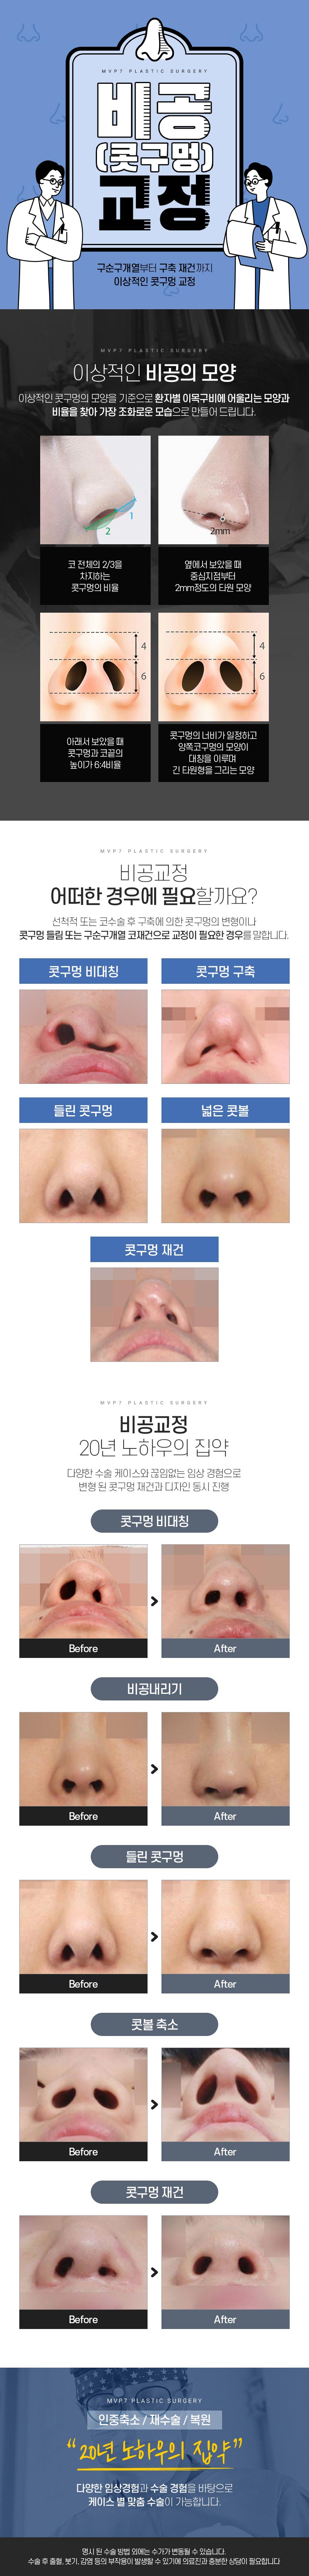 MVP7 PLASTIC SURGERY
비공
(콧구멍)
교정
구순구개열부터 구축 재건까지
이상적인 콧구멍 교정
MVP7 PLASTIC SURGERY
이상적인 비공의 모양
이상적인 콧구멍의 모양을 기준으로 환자별 이목구비에 어울리는 모양과
비율을 찾아 가장 조화로운 모습으로 만들어 드립니다.
1
2
2mm
코 전체의 2/3을
차지하는
콧구멍의 비율
옆에서 보았을 때
중심지점부터
2mm정도의 타원 모양
4
6
4
6
아래서 보았을 때
콧구멍과 코끝의
높이가 6:4비율
콧구멍의 너비가 일정하고
양쪽코구멍의 모양이
대칭을 이루며
긴 타원형을 그리는 모양
MVP7 PLASTIC SURGERY
비공교정
어떠한 경우에 필요할까요?
선척적 또는 코수술 후 구축에 의한 콧구멍의 변형이나
콧구멍 들림 또는 구순구개열 코재건으로 교정이 필요한 경우를 말합니다.
콧구멍 비대칭
콧구멍 구축
들린 콧구멍
넓은 콧볼
콧구멍 재건
MVP7 PLASTIC SURGERY
비공교정
20년 노하우의 집약
다양한 수술 케이스와 끊임없는 임상 경험으로
변형 된 콧구멍 재건과 디자인 동시 진행
콧구멍 비대칭
Before
After
비공내리기
Before
After
들린 콧구멍
Before
After
콧볼 축소
Before
After
콧구멍 재건
Before
After
MVP7 PLASTIC SURGERY
인중축소 / 재수술 / 복원
“20년 노하우의 집약”
다양한 임상경험과 수술 경험을 바탕으로
케이스 별 맞춤 수술이 가능합니다.
명시 된 수술 방법 외에는 수가가 변동될 수 있습니다.
수술 후 출혈, 붓기, 감염 등의 부작용이 발생할 수 있기에 의료진과 충분한 상담이 필요합니다